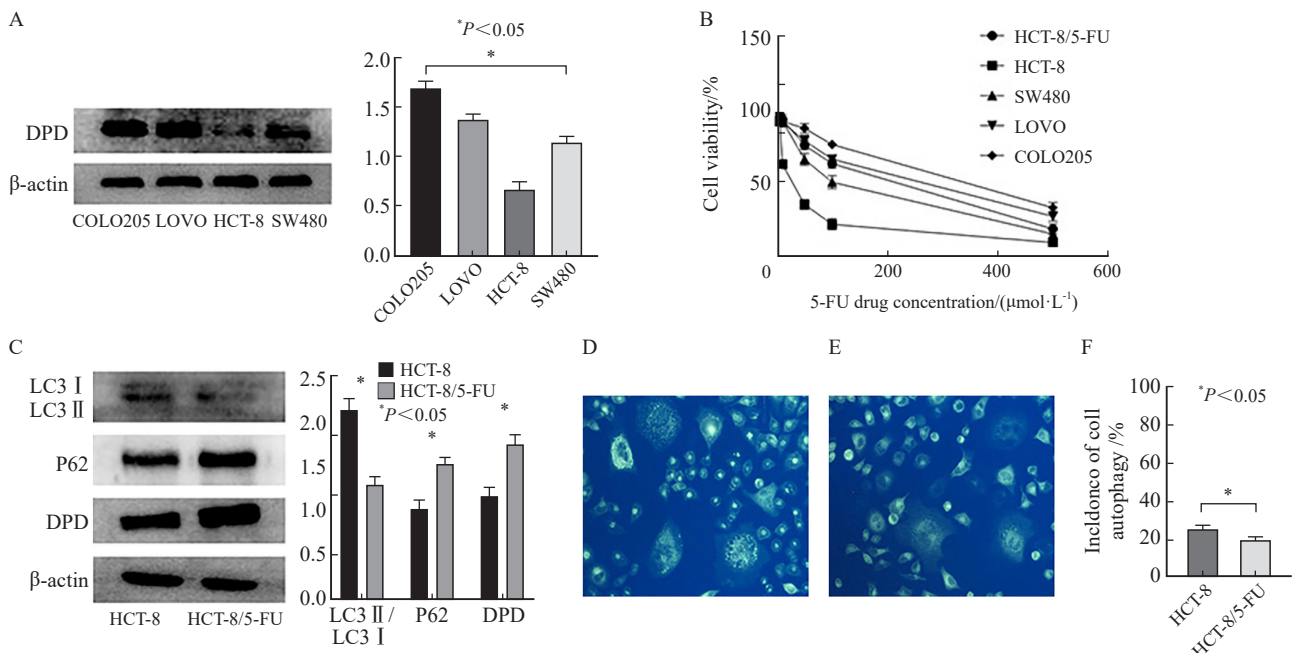 A
*P<0.05
*
2.0
1.5
1.0
0.5
0.0
DPD
β-actin
COLO205 LOVO HCT-8 SW480
COLO205
LOVO
HCT-8
SW480
B
150
100
50
Cell viability/%
HCT-8/5-FU
HCT-8
SW480
LOVO
COLO205
0
200
400
600
5-FU drug concentration/(μmol·L⁻¹)
C
LC3 Ⅰ
LC3 Ⅱ
P62
DPD
β-actin
HCT-8 HCT-8/5-FU
2.5
2.0
1.5
1.0
0.5
0.0
HCT-8
HCT-8/5-FU
*P<0.05
*
*
*
LC3 Ⅱ/
LC3 Ⅰ
P62
DPD
D
E
F
Incldonco of coll
autophagy /%
100
80
60
40
20
0
*P<0.05
*
HCT-8
HCT-8/5-FU